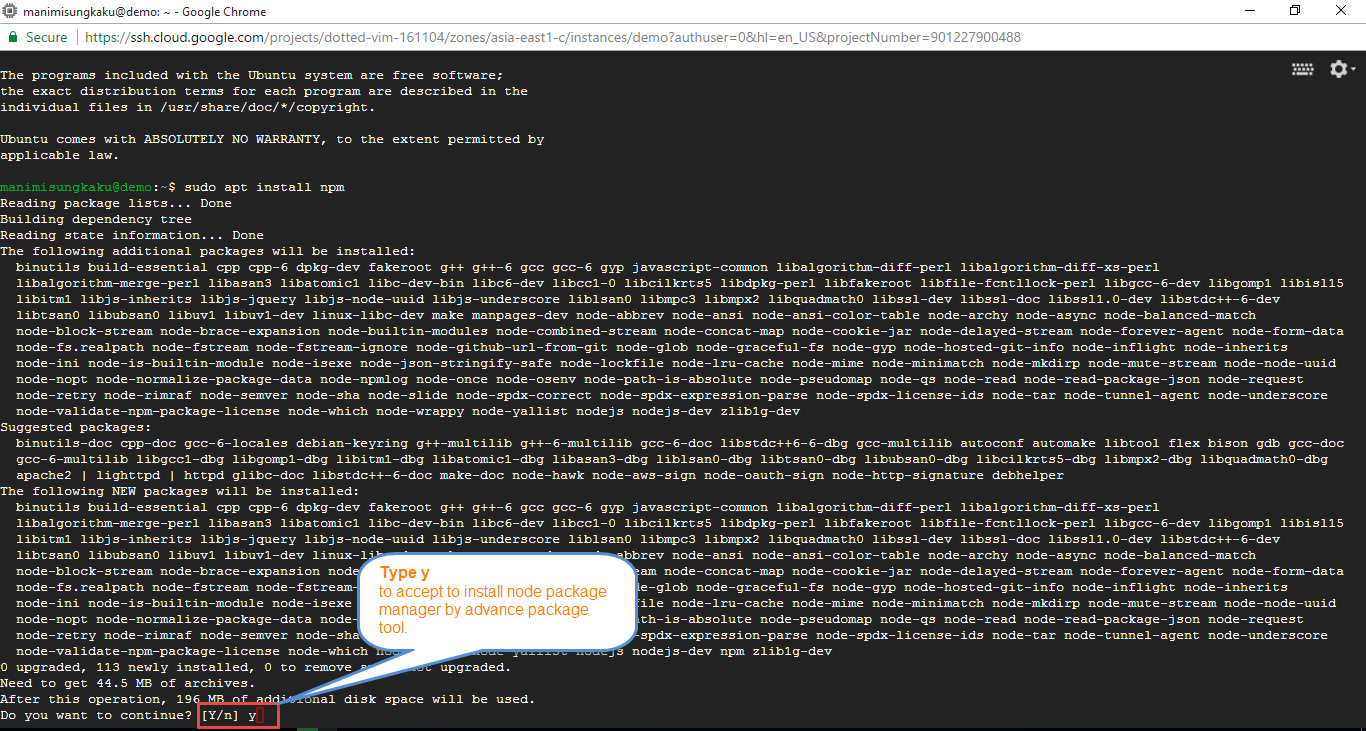 manimisungkaku@demo: ~ - Google Chrome
Secure | https://ssh.cloud.google.com/projects/dotted-vim-161104/zones/asia-east1-c/instances/demo?authuser=0&hl=en_US&projectNumber=901227900488
The programs included with the Ubuntu system are free software;
the exact distribution terms for each program are described in the
individual files in /usr/share/doc/*/copyright.
Ubuntu comes with ABSOLUTELY NO WARRANTY, to the extent permitted by
applicable law.
manimisungkaku@demo:~$ sudo apt install npm
Reading package lists... Done
Building dependency tree
Reading state information... Done
The following additional packages will be installed:
binutils build-essential cpp cpp-6 dpkg-dev fakeroot g++ g++-6 gcc gcc-6 gyp javascript-common libalgorithm-diff-perl libalgorithm-diff-xs-perl
libalgorithm-merge-perl libasan3 libatomic1 libc-dev-bin libc6-dev libcc1-0 libcilkrts5 libdpkg-perl libfakeroot libfile-fcntllock-perl libgcc-6-dev libgomp1 libisl15
libitm1 libjs-inherits libjs-jquery libjs-node-uuid libjs-underscore liblsan0 libmpc3 libmpx2 libquadmath0 libssl-dev libssl-doc libssl1.0-dev libstdc++-6-dev
libtsan0 libubsan0 libuv1 libuv1-dev linux-libc-dev make manpages-dev node-abbrev node-ansi node-ansi-color-table node-archy node-async node-balanced-match
node-block-stream node-brace-expansion node-builtin-modules node-combined-stream node-concat-map node-cookie-jar node-delayed-stream node-forever-agent node-form-data
node-fs.realpath node-fstream node-fstream-ignore node-github-url-from-git node-glob node-graceful-fs node-gyp node-hosted-git-info node-inflight node-inherits
node-ini node-is-builtin-module node-isexe node-json-stringify-safe node-lockfile node-lru-cache node-mime node-minimatch node-mkdirp node-mute-stream node-node-uuid
node-nopt node-normalize-package-data node-npmlog node-once node-osenv node-path-is-absolute node-pseudomap node-qs node-read node-read-package-json node-request
node-retry node-rimraf node-semver node-sha node-slide node-spdx-correct node-spdx-expression-parse node-spdx-license-ids node-tar node-tunnel-agent node-underscore
node-validate-npm-package-license node-which node-wrappy node-yallist nodejs nodejs-dev zlib1g-dev
Suggested packages:
binutils-doc cpp-doc gcc-6-locales debian-keyring g++-multilib g++-6-multilib gcc-6-doc libstdc++6-6-dbg gcc-multilib autoconf automake libtool flex bison gdb gcc-doc
gcc-6-multilib libgcc1-dbg libgomp1-dbg libitm1-dbg libatomic1-dbg libasan3-dbg liblsan0-dbg libtsan0-dbg libubsan0-dbg libcilkrts5-dbg libmpx2-dbg libquadmath0-dbg
apache2 | lighttpd | httpd glibc-doc libstdc++-6-doc make-doc node-hawk node-aws-sign node-oauth-sign node-http-signature debhelper
The following NEW packages will be installed:
binutils build-essential cpp cpp-6 dpkg-dev fakeroot g++ g++-6 gcc gcc-6 gyp javascript-common libalgorithm-diff-perl libalgorithm-diff-xs-perl
libalgorithm-merge-perl libasan3 libatomic1 libc-dev-bin libc6-dev libcc1-0 libcilkrts5 libdpkg-perl libfakeroot libfile-fcntllock-perl libgcc-6-dev libgomp1 libisl15
libitm1 libjs-inherits libjs-jquery libjs-node-uuid libjs-underscore liblsan0 libmpc3 libmpx2 libquadmath0 libssl-dev libssl-doc libssl1.0-dev libstdc++-6-dev
libtsan0 libubsan0 libuv1 libuv1-dev abbrev node-ansi node-ansi-color-table node-archy node-async node-balanced-match
node-block-stream node-brace-expansion eam node-concat-map node-cookie-jar node-delayed-stream node-forever-agent node-form-data
node-fs.realpath node-fstream node-fstream- e-glob node-graceful-fs node-gyp node-hosted-git-info node-inflight node-inherits
node-ini node-is-builtin-module node-isexe file node-lru-cache node-mime node-minimatch node-mkdirp node-mute-stream node-node-uuid
node-nopt node-normalize-package-data node- th-is-absolute node-pseudomap node-qs node-read node-read-package-json node-request
node-retry node-rimraf node-semver node-sha -spdx-expression-parse node-spdx-license-ids node-tar node-tunnel-agent node-underscore
node-validate-npm-package-license node-which nodejs-dev npm zlib1g-dev
Type y
to accept to install node package
manager by advance package
tool.
0 upgraded, 113 newly installed, 0 to remove upgraded.
Need to get 44.5 MB of archives.
After this operation, 196 MB of additional disk space will be used.
Do you want to continue? [Y/n] y